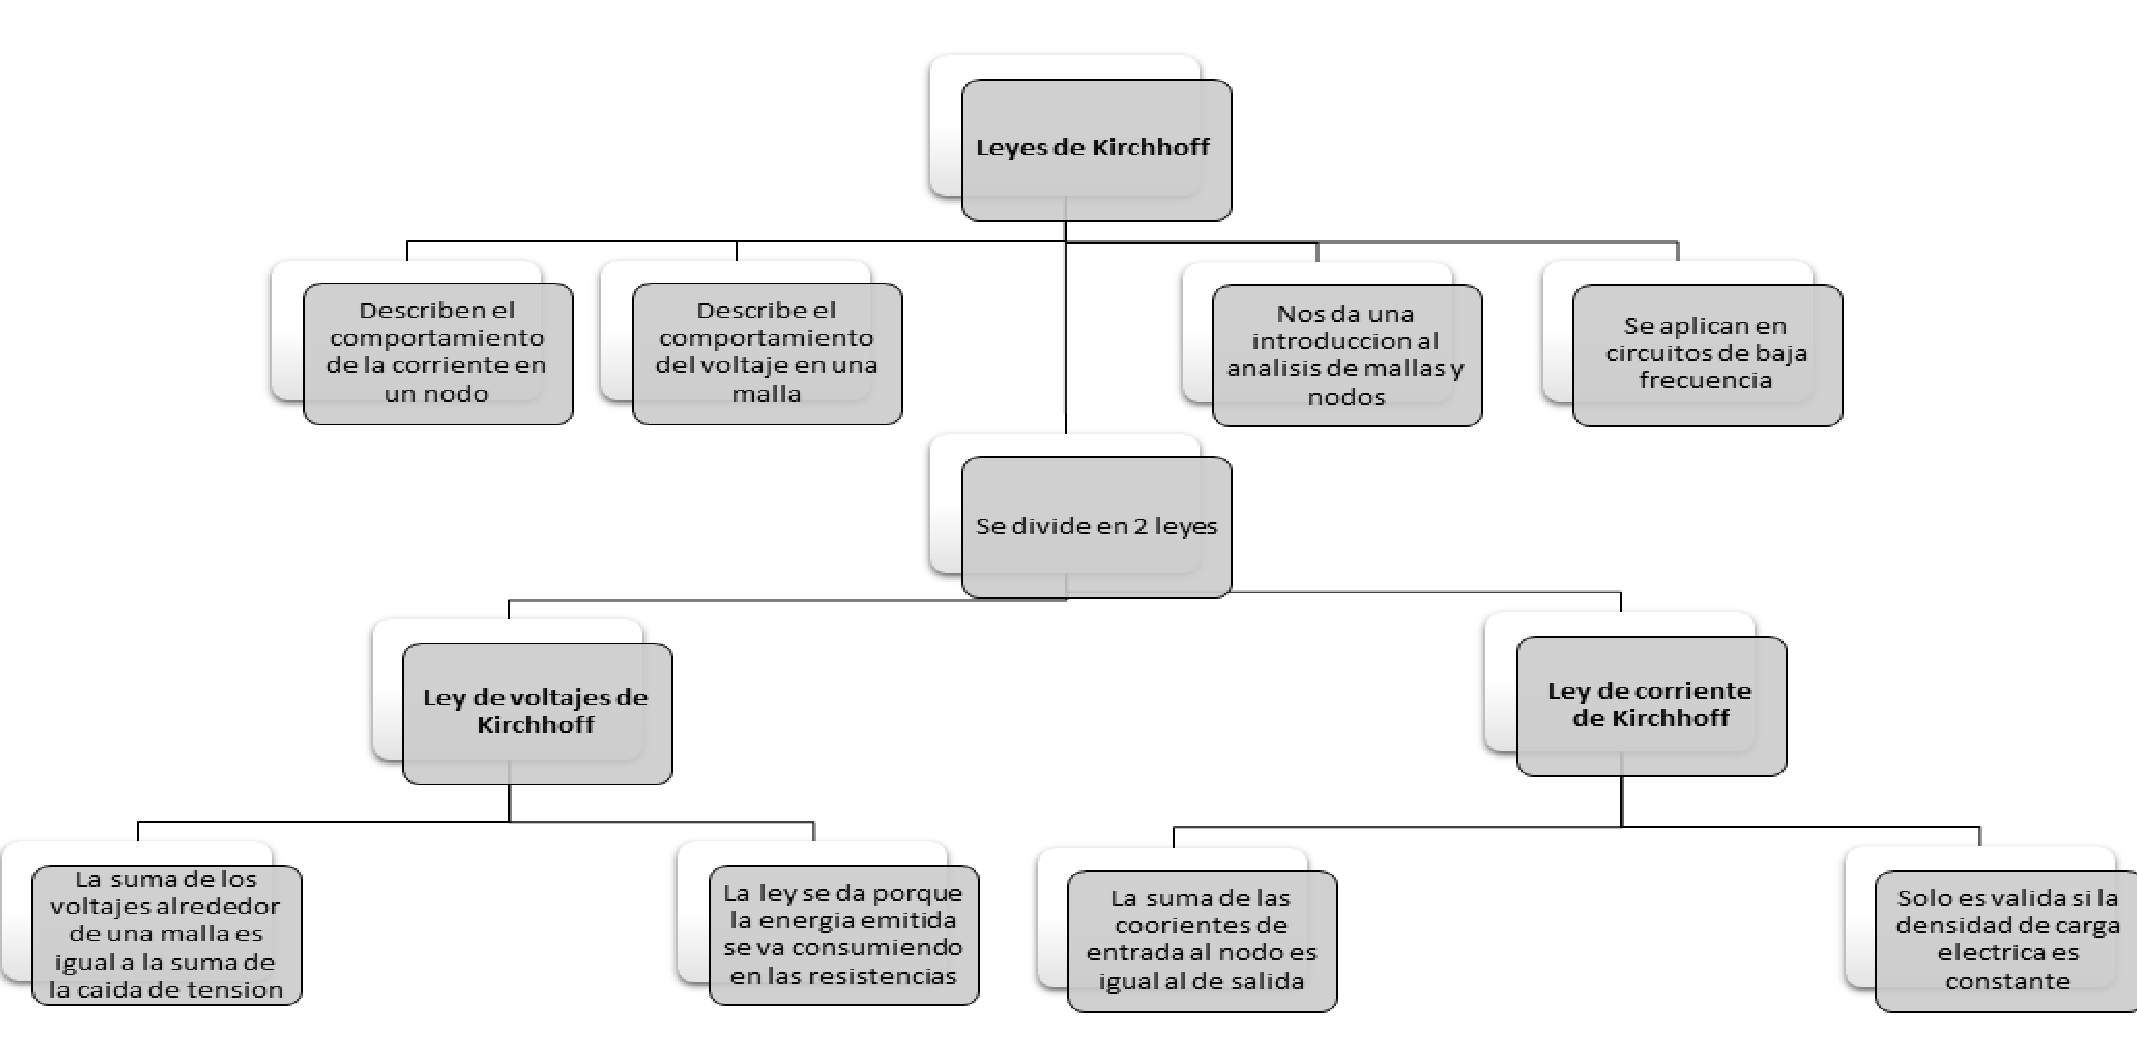 Leyes de Kirchhoff
Describen el
comportamiento
de la corriente en
un nodo
Describe el
comportamiento
del voltaje en una
malla
Nos da una
introduccion al
analisis de mallas y
nodos
Se aplican en
circuitos de baja
frecuencia
Se divide en 2 leyes
Ley de voltajes de
Kirchhoff
Ley de corriente
de Kirchhoff
La suma de los
voltajes alrededor
de una malla es
igual a la suma de
la caida de tension
La ley se da porque
la energia emitida
se va consumiendo
en las resistencias
La suma de las
coorientes de
entrada al nodo es
igual al de salida
Solo es valida si la
densidad de carga
electrica es
constante